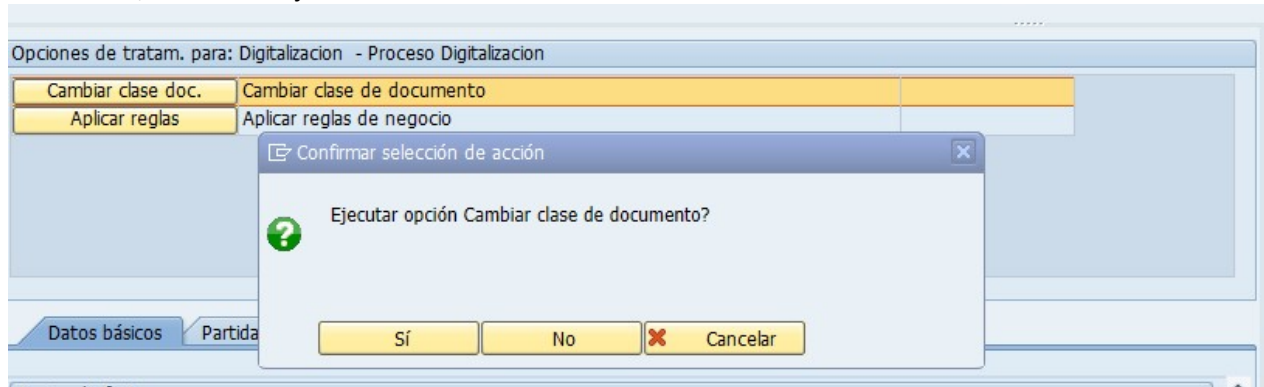 Opciones de tratam. para: Digitalizacion - Proceso Digitalizacion
Cambiar clase doc. Cambiar clase de documento
Aplicar reglas Aplicar reglas de negocio
Confirmar selección de acción
Ejecutar opción Cambiar clase de documento?
Sí No Cancelar
Datos básicos Partida